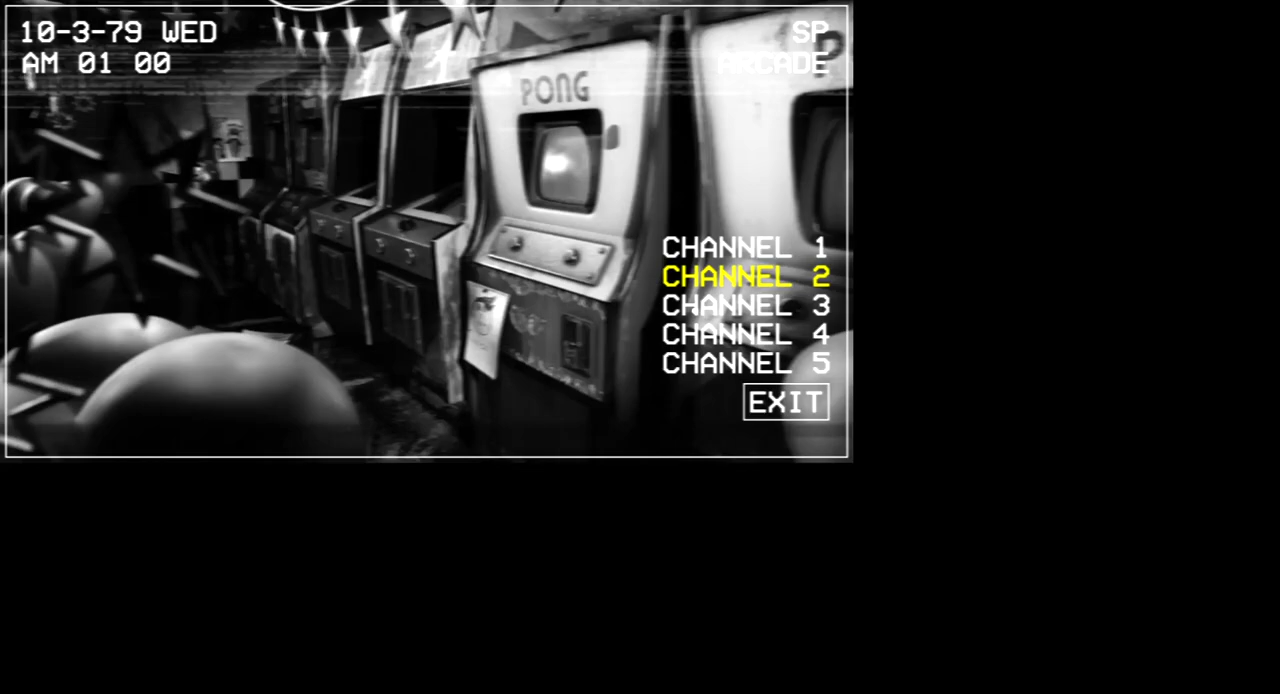 10-3-79 WED
AM 01 00
SP
ARCADE
PONG
CHANNEL 1
CHANNEL 2
CHANNEL 3
CHANNEL 4
CHANNEL 5
EXIT